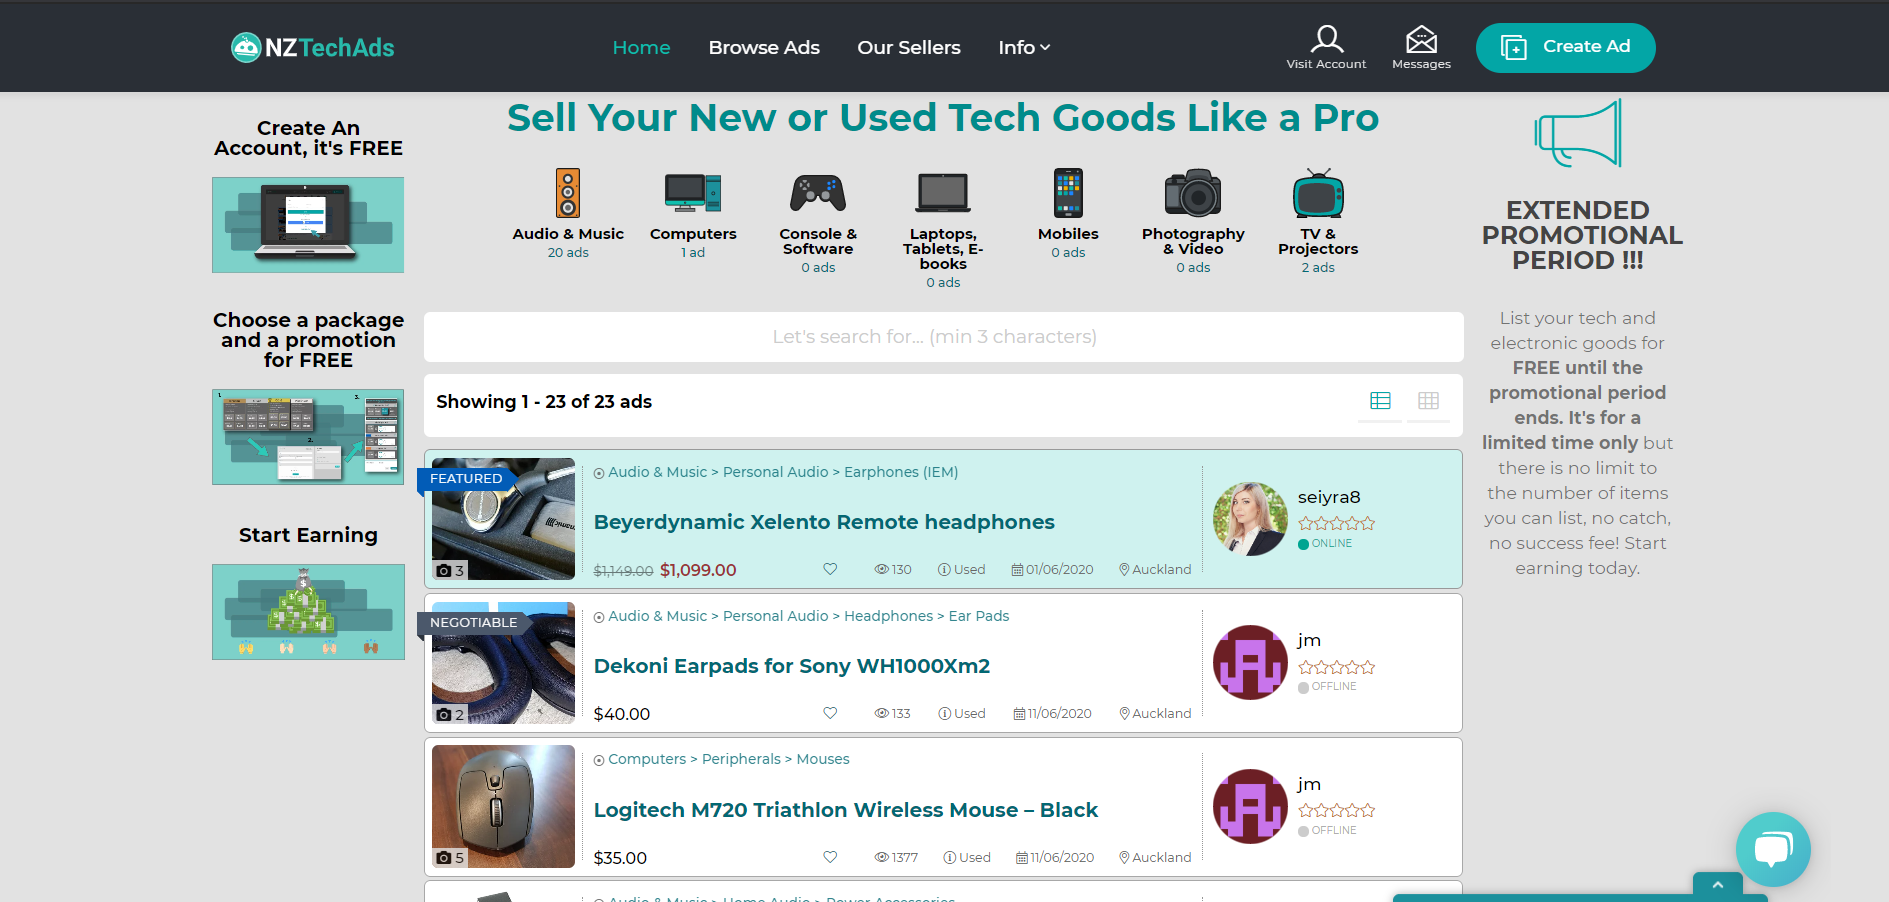 NZTechAds
Home
Browse Ads
Our Sellers
Info
Visit Account
Messages
Create Ad
Create An
Account, it's FREE
Choose a package
and a promotion
for FREE
1.
2.
3.
Start Earning
Sell Your New or Used Tech Goods Like a Pro
Audio & Music
20 ads
Computers
1 ad
Console &
Software
0 ads
Laptops,
Tablets, E-
books
0 ads
Mobiles
0 ads
Photography
& Video
0 ads
TV &
Projectors
2 ads
Let's search for... (min 3 characters)
Showing 1 - 23 of 23 ads
FEATURED
3
Audio & Music > Personal Audio > Earphones (IEM)
Beyerdynamic Xelento Remote headphones
$1,149.00 $1,099.00
130
Used
01/06/2020
Auckland
seiyra8
ONLINE
NEGOTIABLE
2
Audio & Music > Personal Audio > Headphones > Ear Pads
Dekoni Earpads for Sony WH1000Xm2
$40.00
133
Used
11/06/2020
Auckland
jm
OFFLINE
5
Computers > Peripherals > Mouses
Logitech M720 Triathlon Wireless Mouse – Black
$35.00
1377
Used
11/06/2020
Auckland
jm
OFFLINE
Audio & Music > Home Audio > Power Accessories
EXTENDED
PROMOTIONAL
PERIOD !!!
List your tech and
electronic goods for
FREE until the
promotional period
ends. It's for a
limited time only but
there is no limit to
the number of items
you can list, no catch,
no success fee! Start
earning today.